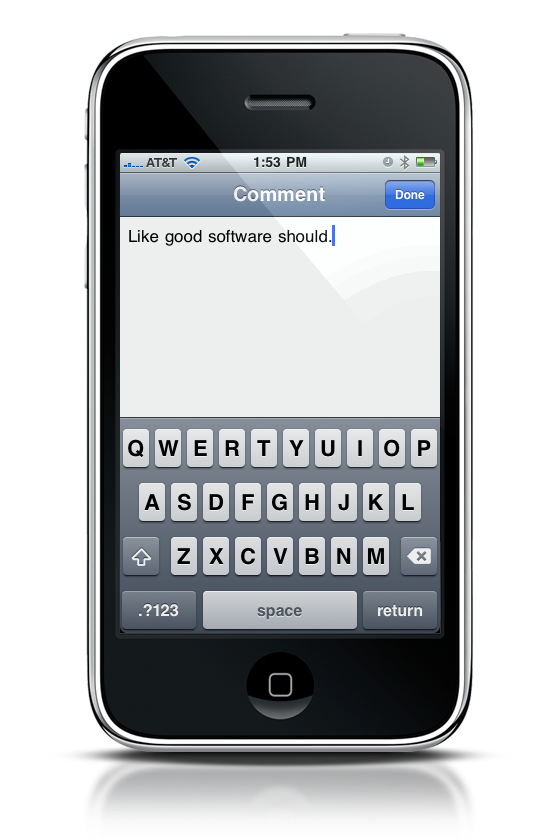 AT&T 1:53 PM
Comment Done
Like good software should.
Q W E R T Y U I O P
A S D F G H J K L
Z X C V B N M
.?123 space return